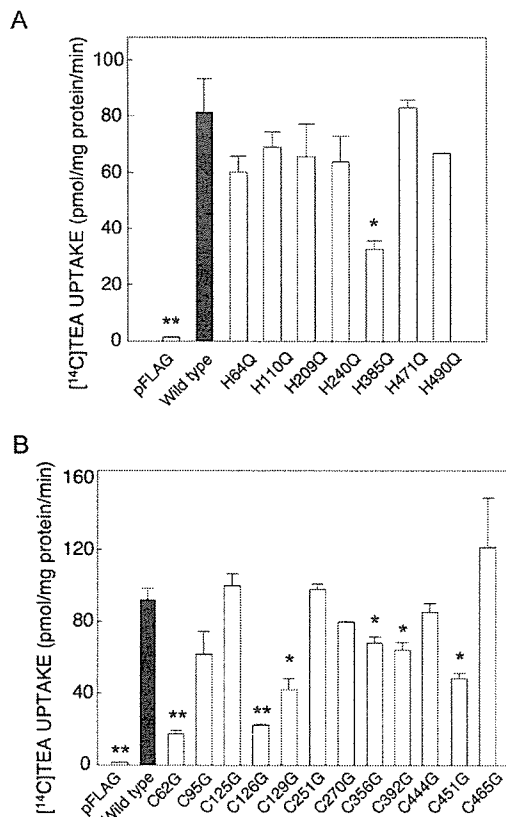 A
[¹⁴C]TEA UPTAKE (pmol/mg protein/min)
100
80
60
40
20
0
**
*
pFLAG
Wild type
H64Q
H110Q
H209Q
H240Q
H385Q
H471Q
H490Q
B
[¹⁴C]TEA UPTAKE (pmol/mg protein/min)
160
120
80
40
0
**
**
**
*
*
*
*
pFLAG
Wild type
C62G
C95G
C125G
C126G
C129G
C251G
C270G
C356G
C392G
C444G
C451G
C465G